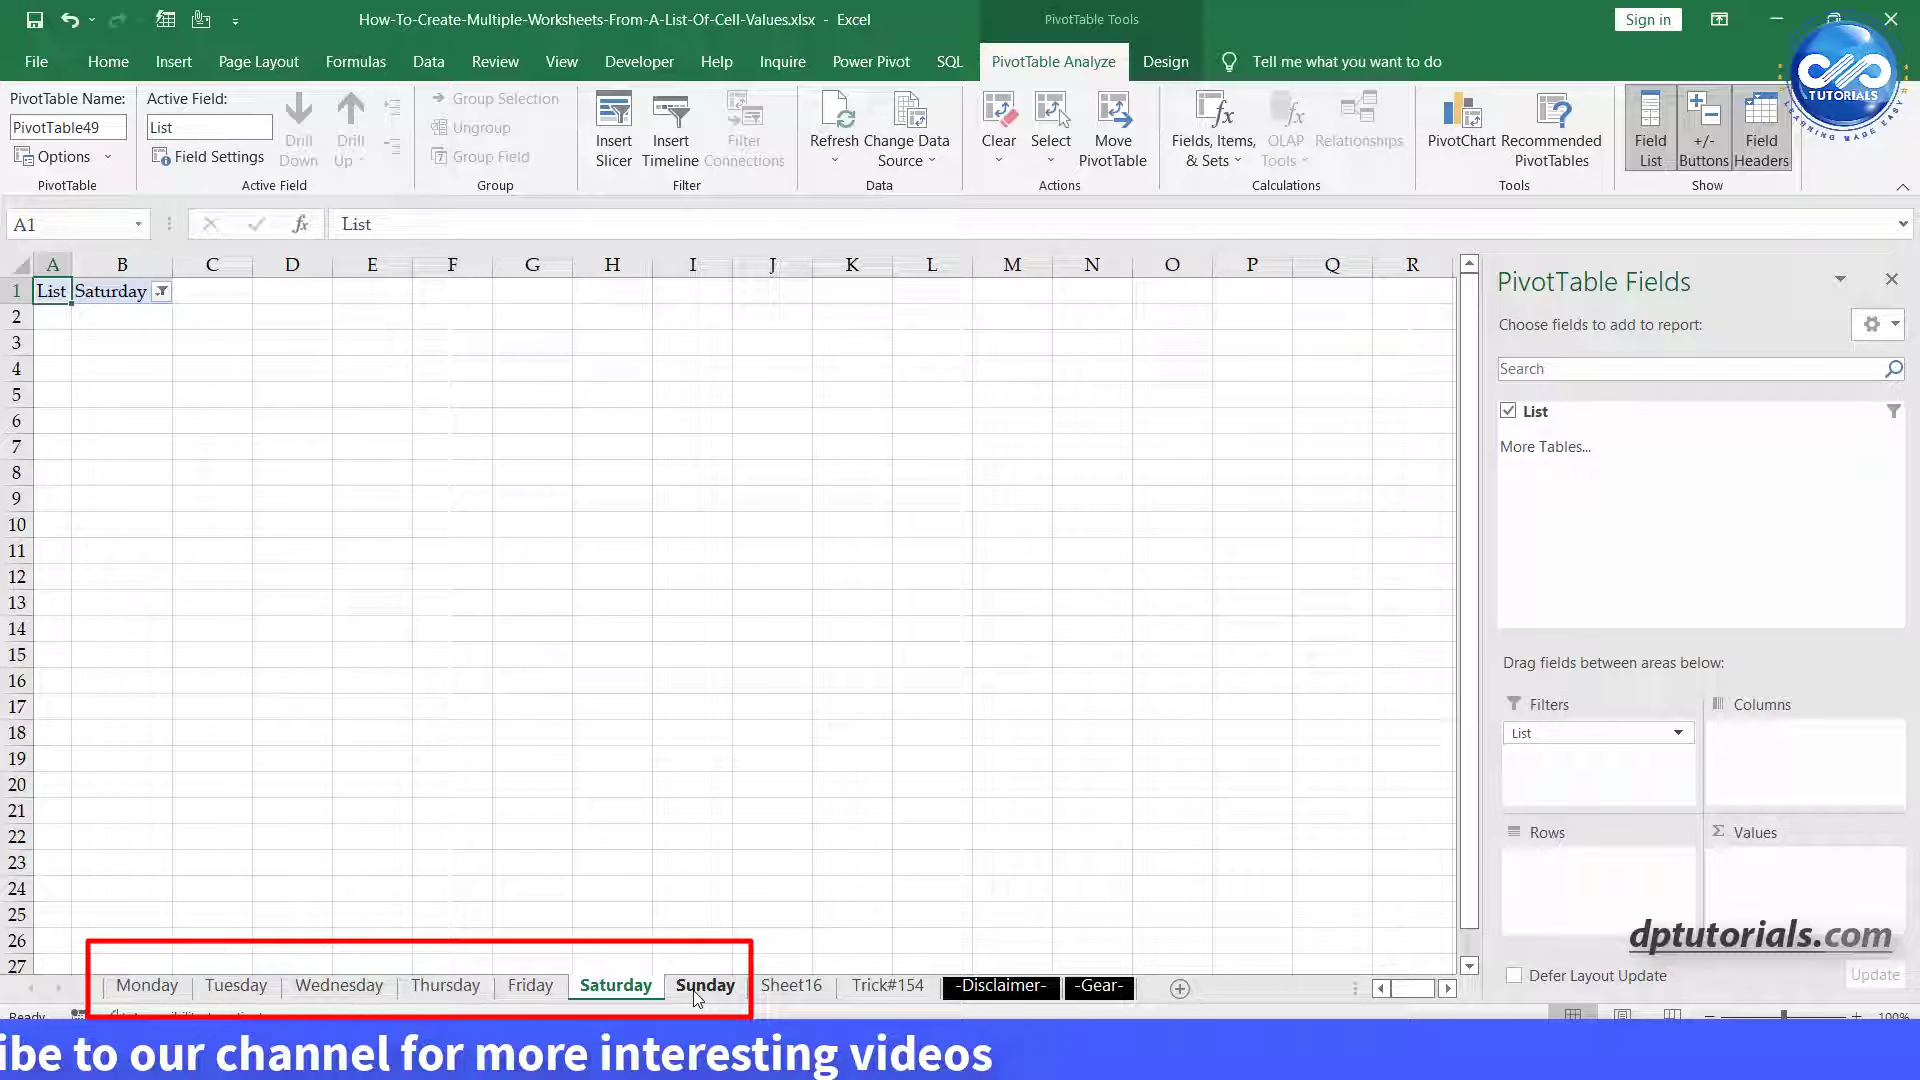 How-To-Create-Multiple-Worksheets-From-A-List-Of-Cell-Values.xlsx - Excel
PivotTable Tools
Sign in
File Home Insert Page Layout Formulas Data Review View Developer Help Inquire Power Pivot SQL PivotTable Analyze Design Tell me what you want to do
TUTORIALS
LEARNING MADE EASY
PivotTable Name:
PivotTable49
Options
PivotTable
Active Field:
List
Field Settings
Drill Down
Drill Up
Active Field
Group Selection
Ungroup
Group Field
Group
Insert Slicer
Insert Timeline
Filter Connections
Filter
Refresh
Change Data Source
Data
Clear
Select
Move PivotTable
Actions
Fields, Items, & Sets
OLAP Tools
Relationships
Calculations
PivotChart
Recommended PivotTables
Tools
Field List
+/- Buttons
Field Headers
Show
A1
fx
List
A B C D E F G H I J K L M N O P Q R
1 List Saturday
2
3
4
5
6
7
8
9
10
11
12
13
14
15
16
17
18
19
20
21
22
23
24
25
26
27
PivotTable Fields
Choose fields to add to report:
Search
List
More Tables...
Drag fields between areas below:
Filters
Columns
List
Rows
Values
dptutorials.com
Defer Layout Update
Update
Monday Tuesday Wednesday Thursday Friday Saturday Sunday Sheet16 Trick#154 -Disclaimer- -Gear-
Ready
100%
ibe to our channel for more interesting videos